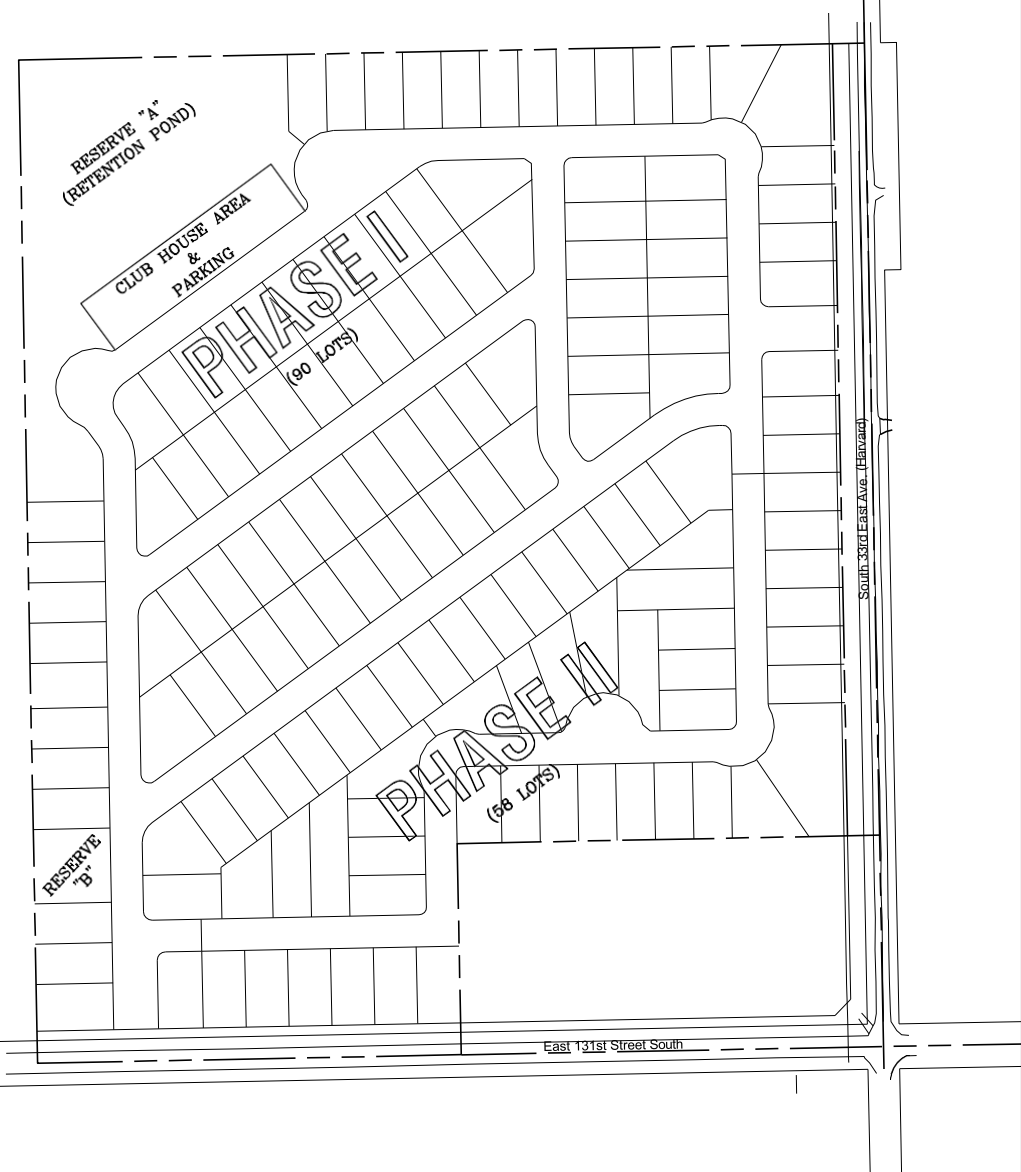 RESERVE "A"
(RETENTION POND)
CLUB HOUSE AREA
&
PARKING
PHASE I
(90 LOTS)
South 33rd East Ave. (Harvard)
PHASE II
(58 LOTS)
RESERVE
"B"
East 131st Street South